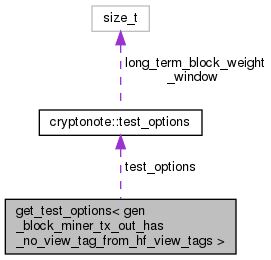 size_t
long_term_block_weight
_window
cryptonote::test_options
test_options
get_test_options< gen
_block_miner_tx_out_has
_no_view_tag_from_hf_view_tags >